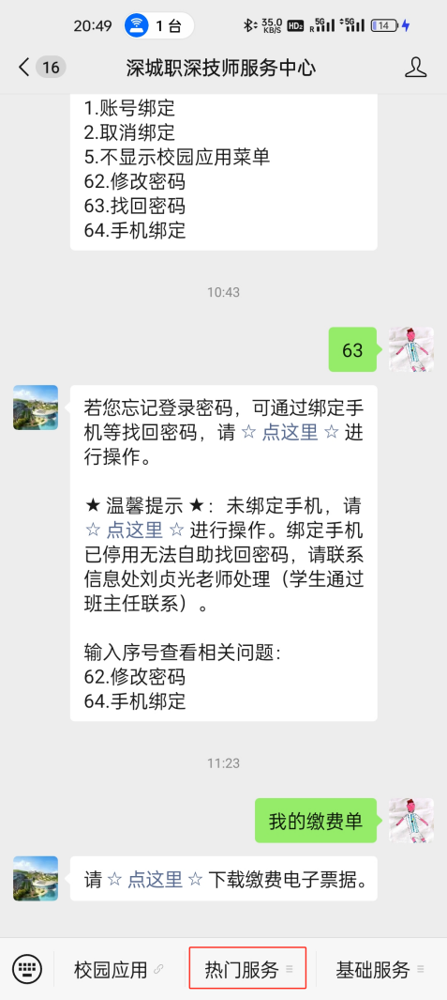 20:49 1 台 35.0 KB/S HD2 R 5G 5G 14
16 深城职深技师服务中心
1.账号绑定
2.取消绑定
5.不显示校园应用菜单
62.修改密码
63.找回密码
64.手机绑定
10:43
63
若您忘记登录密码，可通过绑定手
机等找回密码，请 ☆ 点这里 ☆ 进
行操作。
★ 温馨提示 ★：未绑定手机，请
☆ 点这里 ☆ 进行操作。绑定手机
已停用无法自助找回密码，请联系
信息处刘贞光老师处理（学生通过
班主任联系）。
输入序号查看相关问题：
62.修改密码
64.手机绑定
11:23
我的缴费单
请 ☆ 点这里 ☆ 下载缴费电子票据。
校园应用 热门服务 基础服务